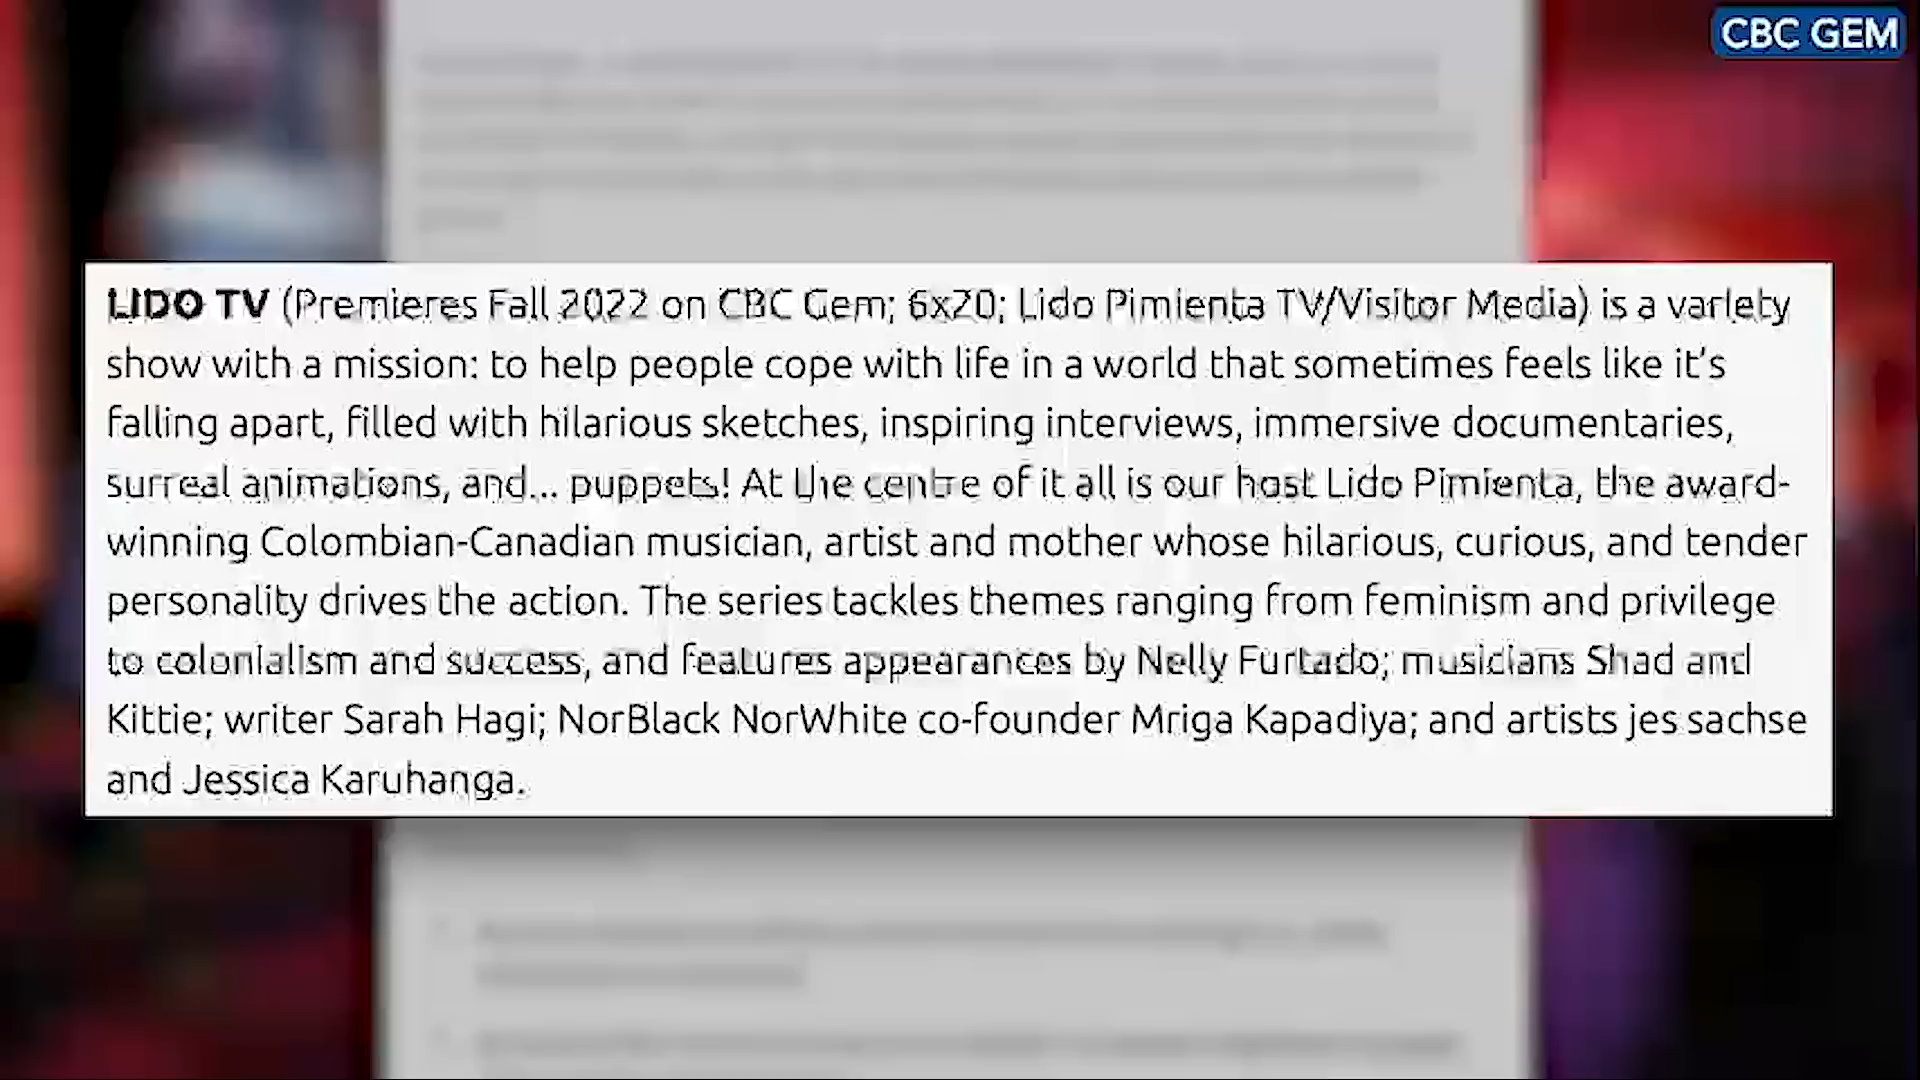 CBC GEM
LIDO TV (Premieres Fall 2022 on CBC Gem; 6x20; Lido Pimienta TV/Visitor Media) is a variety
show with a mission: to help people cope with life in a world that sometimes feels like it's
falling apart, filled with hilarious sketches, inspiring interviews, immersive documentaries,
surreal animations, and... puppets! At the centre of it all is our host Lido Pimienta, the award-
winning Colombian-Canadian musician, artist and mother whose hilarious, curious, and tender
personality drives the action. The series tackles themes ranging from feminism and privilege
to colonialism and success, and features appearances by Nelly Furtado; musicians Shad and
Kittie; writer Sarah Hagi; NorBlack NorWhite co-founder Mriga Kapadiya; and artists jes sachse
and Jessica Karuhanga.